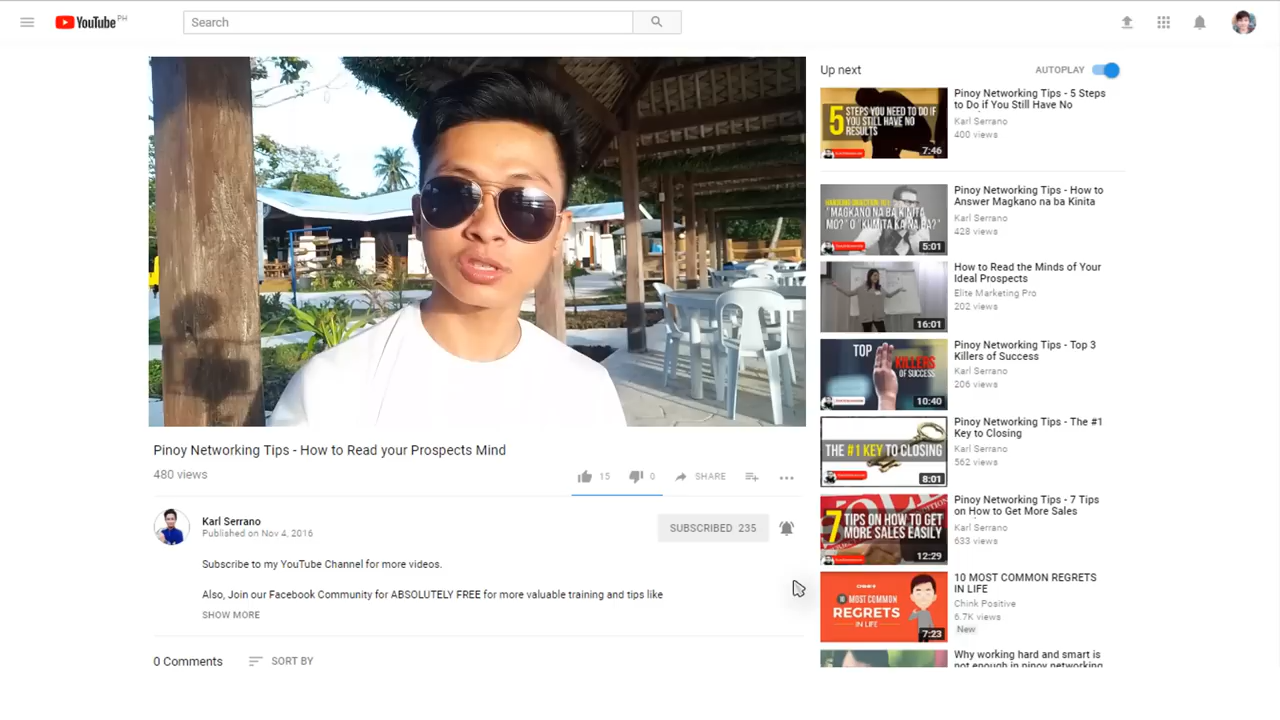 YouTube PH
Search
Up next
AUTOPLAY
5 STEPS YOU NEED TO DO IF
YOU STILL HAVE NO
RESULTS
7:46
Pinoy Networking Tips - 5 Steps
to Do if You Still Have No
Karl Serrano
400 views
"MAGKANO NA BA KINITA
MO?" O "KUMITA KA NA BA?"
5:01
Pinoy Networking Tips - How to
Answer Magkano na ba Kinita
Karl Serrano
428 views
16:01
How to Read the Minds of Your
Ideal Prospects
Elite Marketing Pro
202 views
TOP
KILLERS
OF SUCCESS
10:40
Pinoy Networking Tips - Top 3
Killers of Success
Karl Serrano
206 views
THE #1 KEY TO CLOSING
8:01
Pinoy Networking Tips - The #1
Key to Closing
Karl Serrano
562 views
7 TIPS ON HOW TO GET
MORE SALES EASILY
12:29
Pinoy Networking Tips - 7 Tips
on How to Get More Sales
Karl Serrano
633 views
10 MOST COMMON
REGRETS
IN LIFE
7:23
10 MOST COMMON REGRETS
IN LIFE
Chink Positive
6.7K views
New
Why working hard and smart is
not enough in pinoy networking
Pinoy Networking Tips - How to Read your Prospects Mind
480 views
15
0
SHARE
Karl Serrano
Published on Nov 4, 2016
SUBSCRIBED 235
Subscribe to my YouTube Channel for more videos.
Also, Join our Facebook Community for ABSOLUTELY FREE for more valuable training and tips like
SHOW MORE
0 Comments
SORT BY